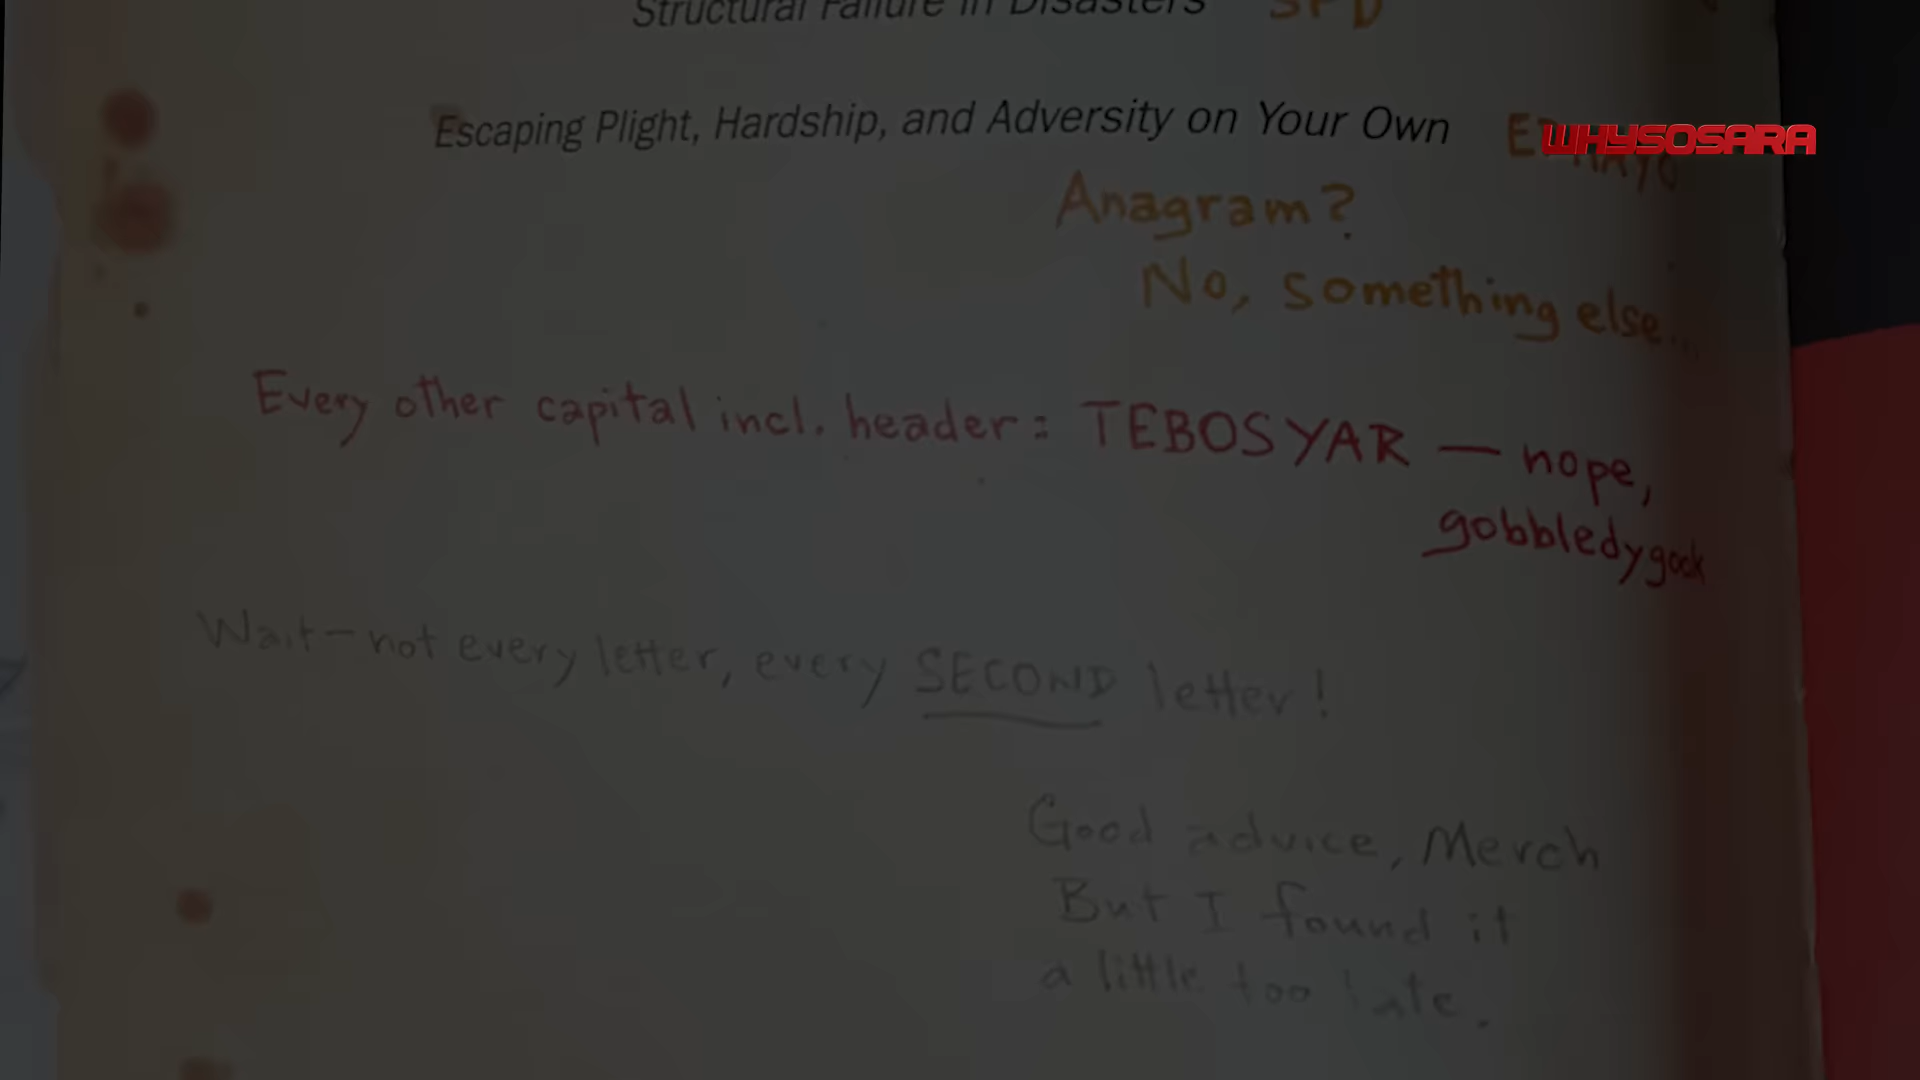 Structural Failure in Disasters SFD
Escaping Plight, Hardship, and Adversity on Your Own
WHYSOSARA
Anagram?
No, something else...
Every other capital incl. header: TEBOSYAR — nope,
gobbledygook
Wait—not every letter, every SECOND letter!
Good advice, Merch
But I found it
a little too late.